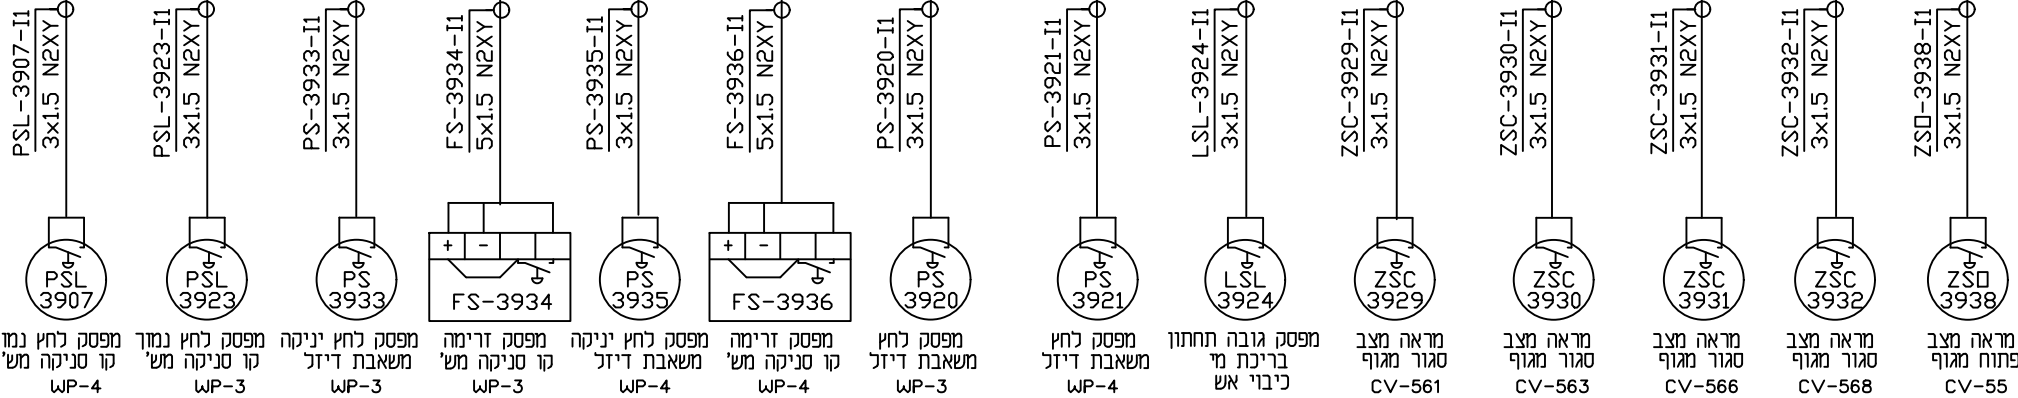 PSL-3907-I1
3x1.5 N2XY
PSL
3907
מפסק לחץ נמו
קו סניקה מש'
WP-4
PSL-3923-I1
3x1.5 N2XY
PSL
3923
מפסק לחץ נמוך
קו סניקה מש'
WP-3
PS-3933-I1
3x1.5 N2XY
PS
3933
מפסק לחץ יניקה
משאבת דיזל
WP-3
FS-3934-I1
5x1.5 N2XY
+ -
FS-3934
מפסק זרימה
קו סניקה מש'
WP-3
PS-3935-I1
3x1.5 N2XY
PS
3935
מפסק לחץ יניקה
משאבת דיזל
WP-4
FS-3936-I1
5x1.5 N2XY
+ -
FS-3936
מפסק זרימה
קו סניקה מש'
WP-4
PS-3920-I1
3x1.5 N2XY
PS
3920
מפסק לחץ
משאבת דיזל
WP-3
PS-3921-I1
3x1.5 N2XY
PS
3921
מפסק לחץ
משאבת דיזל
WP-4
LSL-3924-I1
3x1.5 N2XY
LSL
3924
מפסק גובה תחתון
בריכת מי
כיבוי אש
ZSC-3929-I1
3x1.5 N2XY
ZSC
3929
מראה מצב
סגור מגוף
CV-561
ZSC-3930-I1
3x1.5 N2XY
ZSC
3930
מראה מצב
סגור מגוף
CV-563
ZSC-3931-I1
3x1.5 N2XY
ZSC
3931
מראה מצב
סגור מגוף
CV-566
ZSC-3932-I1
3x1.5 N2XY
ZSC
3932
מראה מצב
סגור מגוף
CV-568
ZSO-3938-I1
3x1.5 N2XY
ZSO
3938
מראה מצב
פתוח מגוף
CV-55